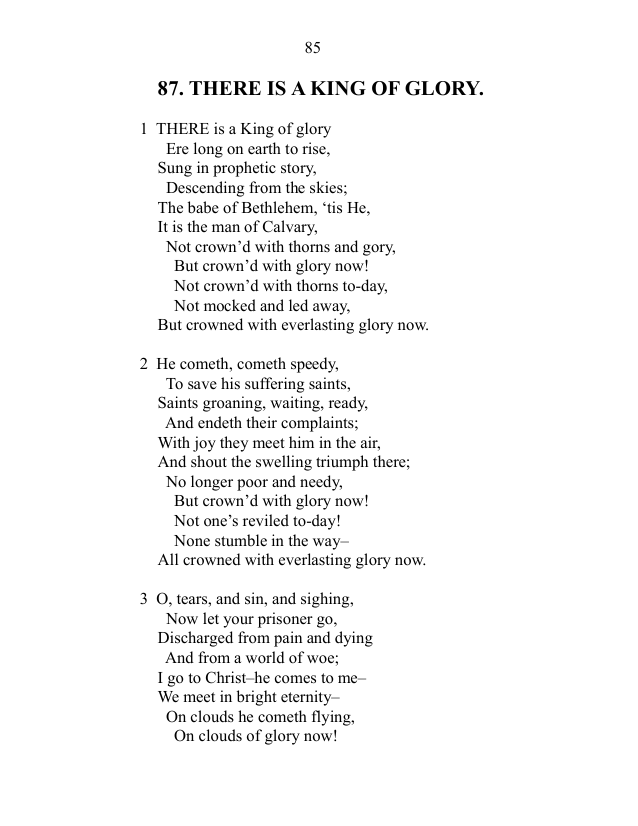 85
87. THERE IS A KING OF GLORY.
1 THERE is a King of glory
Ere long on earth to rise,
Sung in prophetic story,
Descending from the skies;
The babe of Bethlehem, ‘tis He,
It is the man of Calvary,
Not crown’d with thorns and gory,
But crown’d with glory now!
Not crown’d with thorns to-day,
Not mocked and led away,
But crowned with everlasting glory now.
2 He cometh, cometh speedy,
To save his suffering saints,
Saints groaning, waiting, ready,
And endeth their complaints;
With joy they meet him in the air,
And shout the swelling triumph there;
No longer poor and needy,
But crown’d with glory now!
Not one’s reviled to-day!
None stumble in the way–
All crowned with everlasting glory now.
3 O, tears, and sin, and sighing,
Now let your prisoner go,
Discharged from pain and dying
And from a world of woe;
I go to Christ–he comes to me–
We meet in bright eternity–
On clouds he cometh flying,
On clouds of glory now!